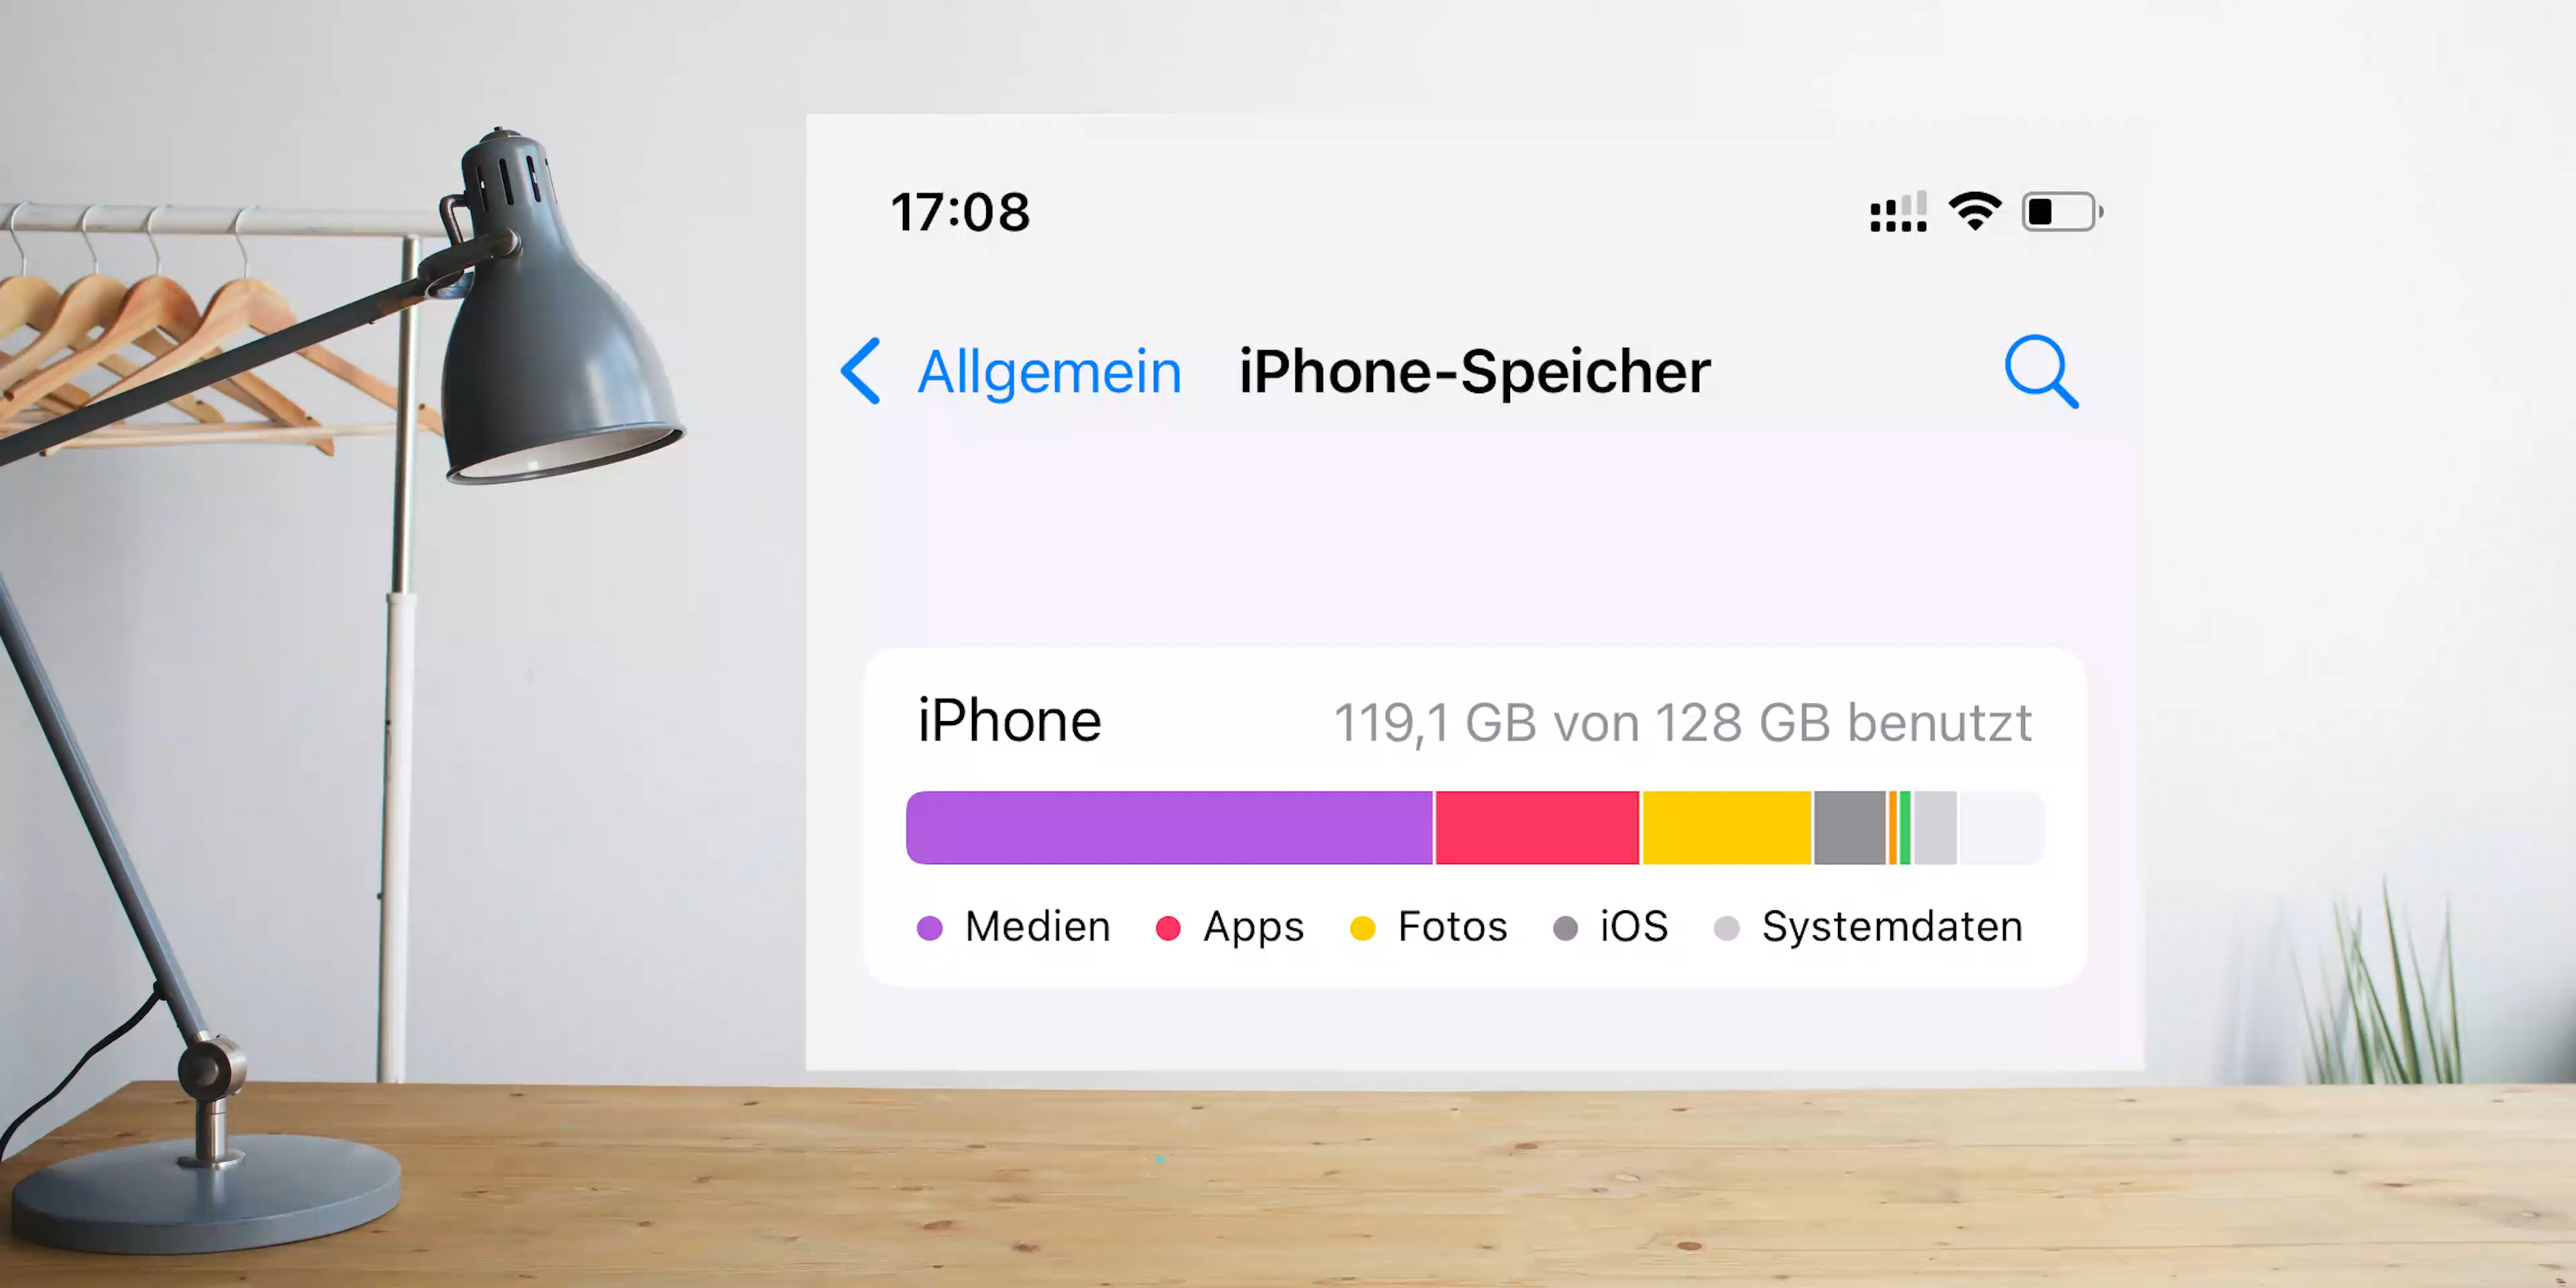 17:08
Allgemein iPhone-Speicher
iPhone 119,1 GB von 128 GB benutzt
Medien Apps Fotos iOS Systemdaten